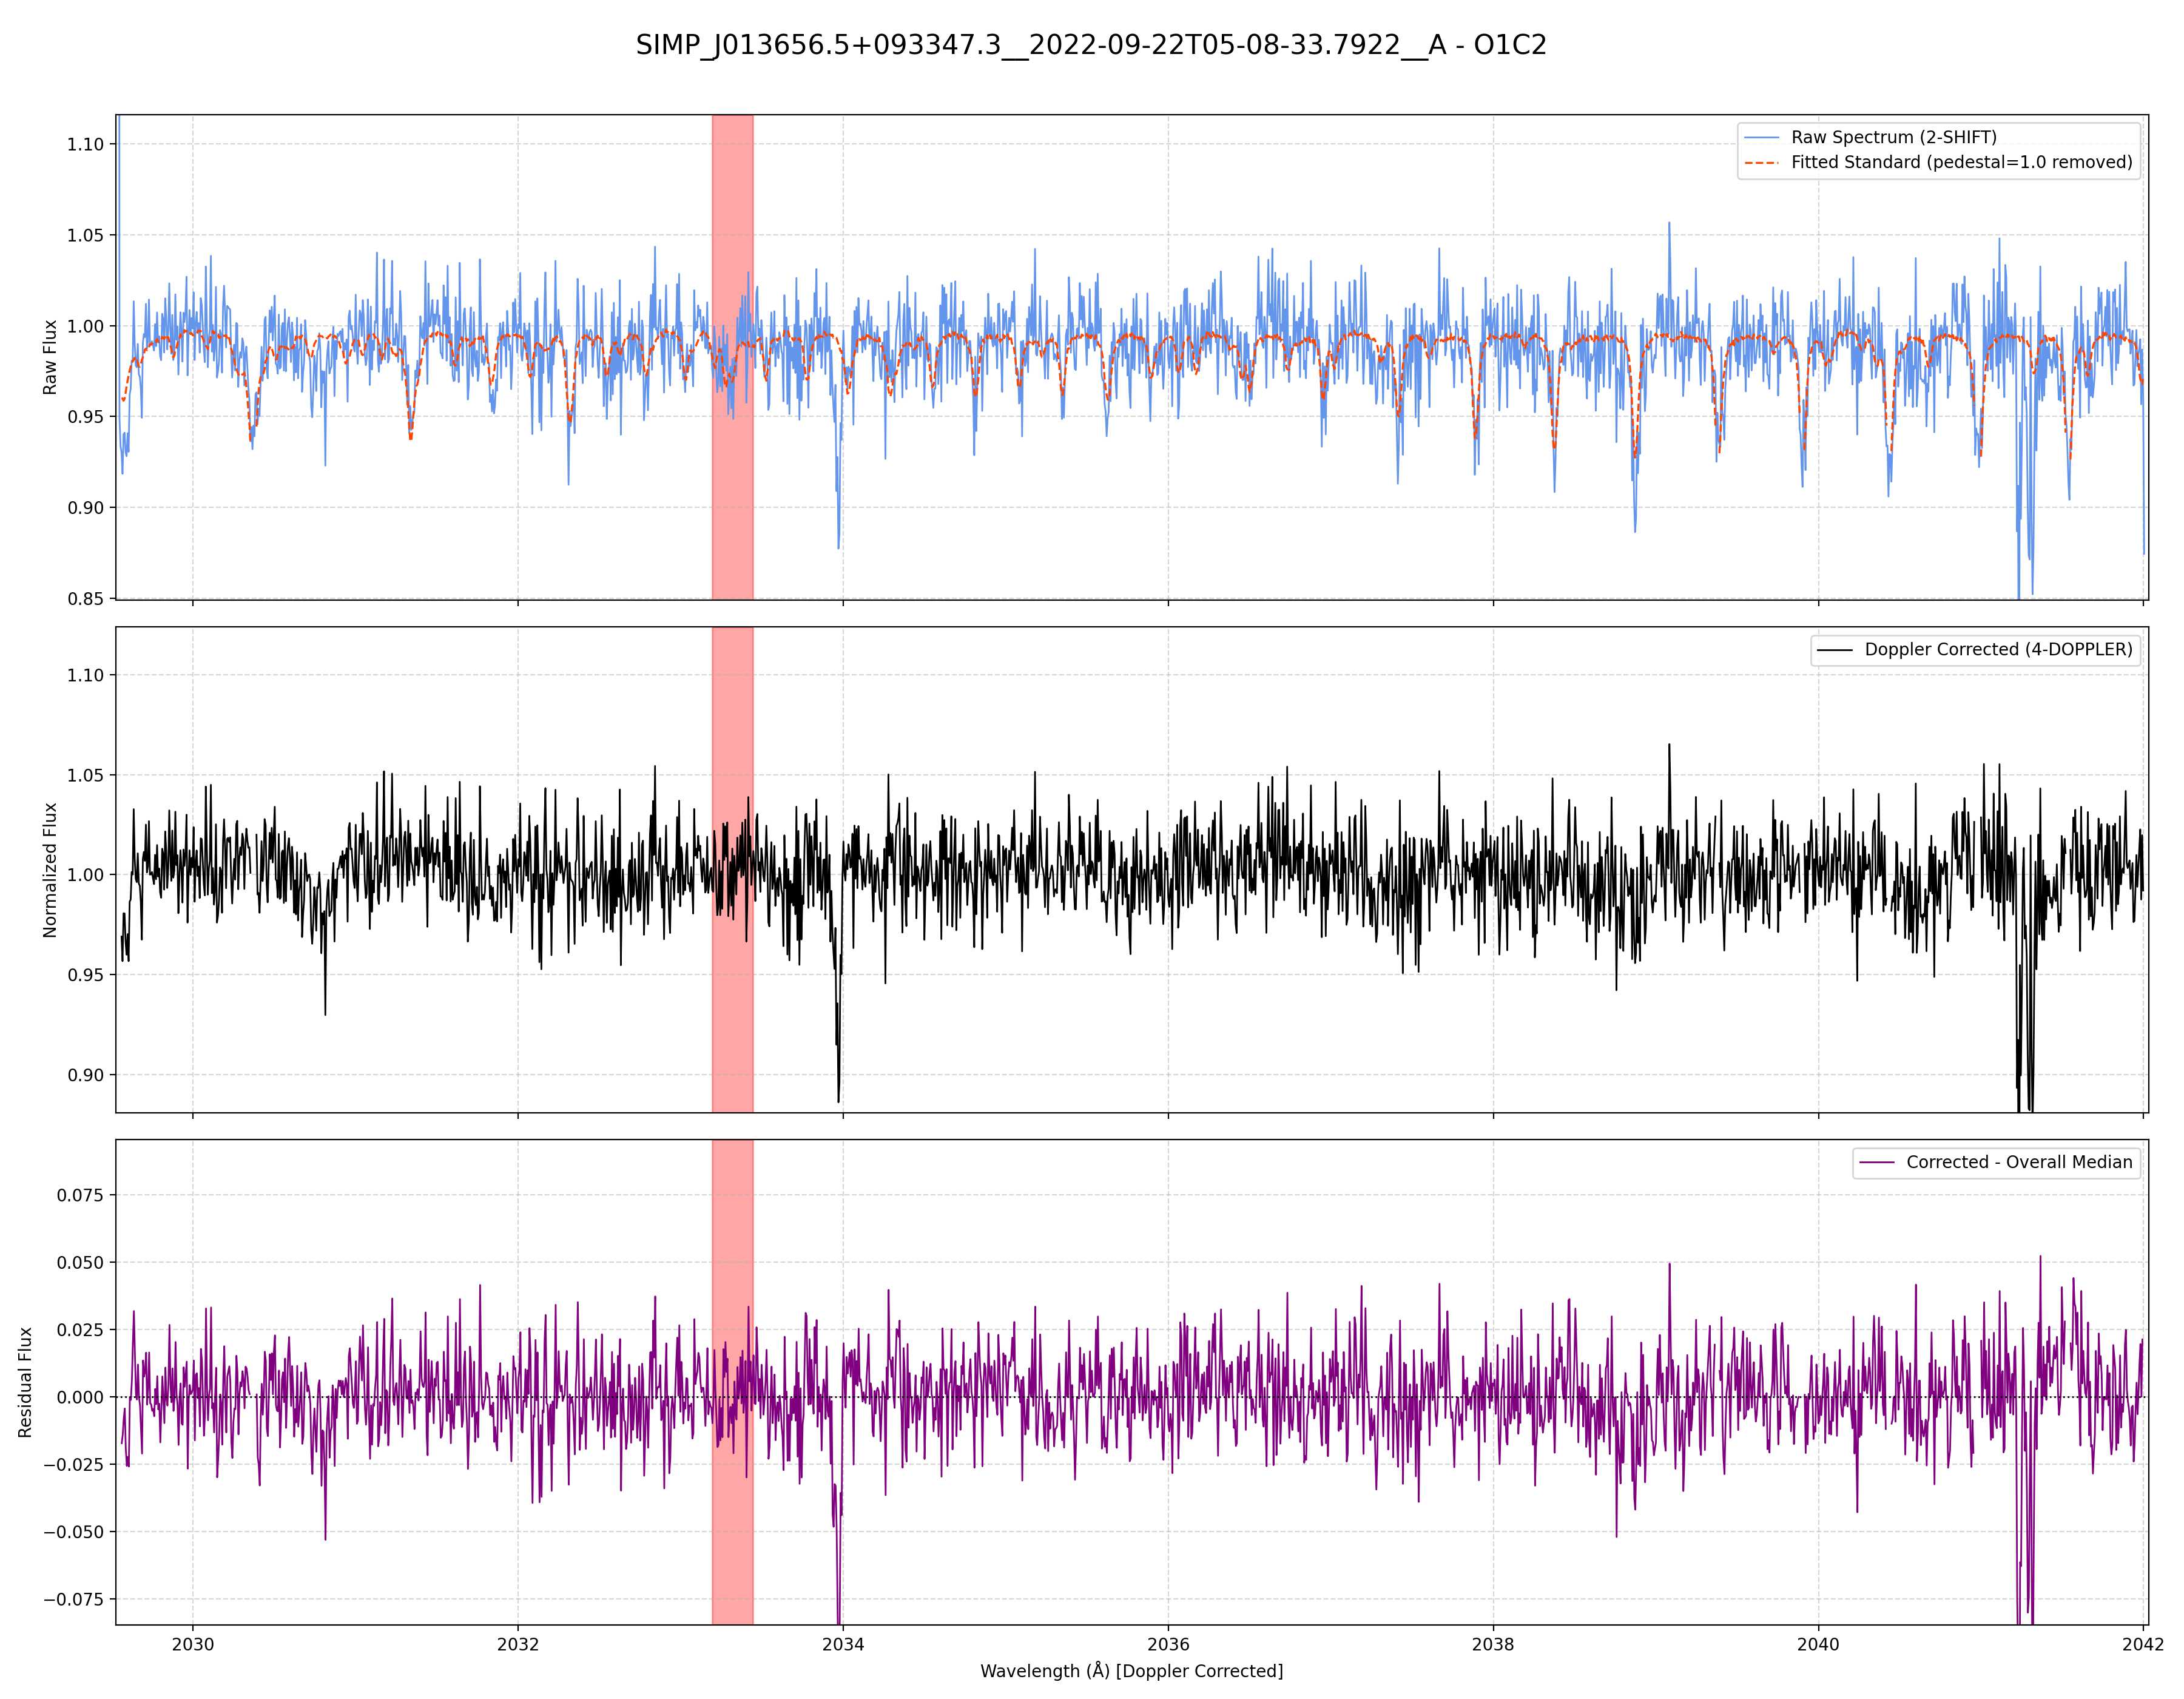 SIMP_J013656.5+093347.3__2022-09-22T05-08-33.7922__A - O1C2
Raw Spectrum (2-SHIFT)
Fitted Standard (pedestal=1.0 removed)
Raw Flux
1.10
1.05
1.00
0.95
0.90
0.85
Doppler Corrected (4-DOPPLER)
Normalized Flux
1.10
1.05
1.00
0.95
0.90
Corrected - Overall Median
Residual Flux
0.075
0.050
0.025
0.000
−0.025
−0.050
−0.075
2030 2032 2034 2036 2038 2040 2042
Wavelength (Å) [Doppler Corrected]